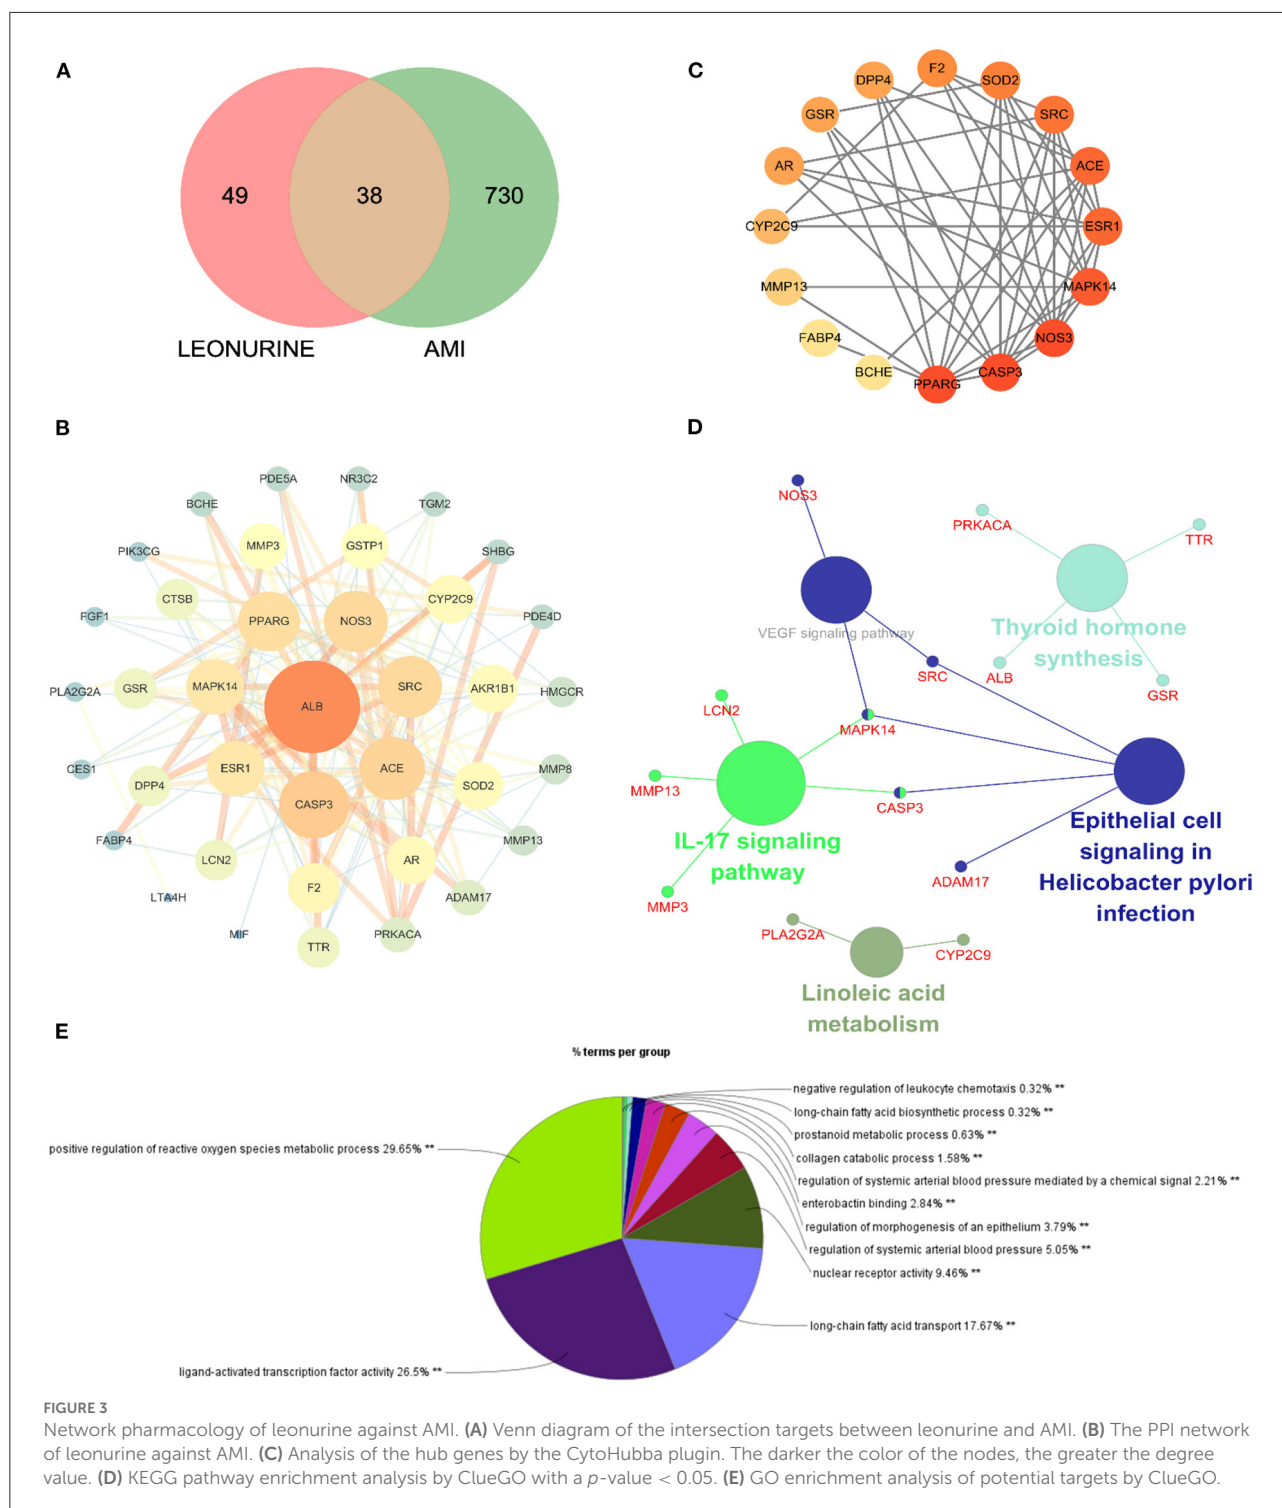 A
49
38
730
LEONURINE
AMI
C
F2
SOD2
DPP4
SRC
GSR
ACE
AR
ESR1
CYP2C9
MAPK14
MMP13
NOS3
FABP4
CASP3
BCHE
PPARG
B
PDE5A
NR3C2
BCHE
TGM2
MMP3
GSTP1
PIK3CG
SHBG
CTSB
CYP2C9
FGF1
PPARG
NOS3
PDE4D
PLA2G2A
GSR
MAPK14
SRC
AKR1B1
HMGCR
ALB
CES1
DPP4
ESR1
ACE
SOD2
MMP8
CASP3
FABP4
LCN2
AR
MMP13
LTA4H
F2
ADAM17
MIF
TTR
PRKACA
D
NOS3
PRKACA
TTR
VEGF signaling pathway
Thyroid hormone
synthesis
SRC
ALB
GSR
LCN2
MAPK14
MMP13
CASP3
IL-17 signaling
pathway
Epithelial cell
signaling in
Helicobacter pylori
infection
MMP3
ADAM17
PLA2G2A
CYP2C9
Linoleic acid
metabolism
E
% terms per group
negative regulation of leukocyte chemotaxis 0.32% **
long-chain fatty acid biosynthetic process 0.32% **
prostanoid metabolic process 0.63% **
collagen catabolic process 1.58% **
regulation of systemic arterial blood pressure mediated by a chemical signal 2.21% **
enterobactin binding 2.84% **
regulation of morphogenesis of an epithelium 3.79% **
regulation of systemic arterial blood pressure 5.05% **
nuclear receptor activity 9.46% **
long-chain fatty acid transport 17.67% **
positive regulation of reactive oxygen species metabolic process 29.65% **
ligand-activated transcription factor activity 26.5% **
FIGURE 3
Network pharmacology of leonurine against AMI. (A) Venn diagram of the intersection targets between leonurine and AMI. (B) The PPI network
of leonurine against AMI. (C) Analysis of the hub genes by the CytoHubba plugin. The darker the color of the nodes, the greater the degree
value. (D) KEGG pathway enrichment analysis by ClueGO with a p-value < 0.05. (E) GO enrichment analysis of potential targets by ClueGO.